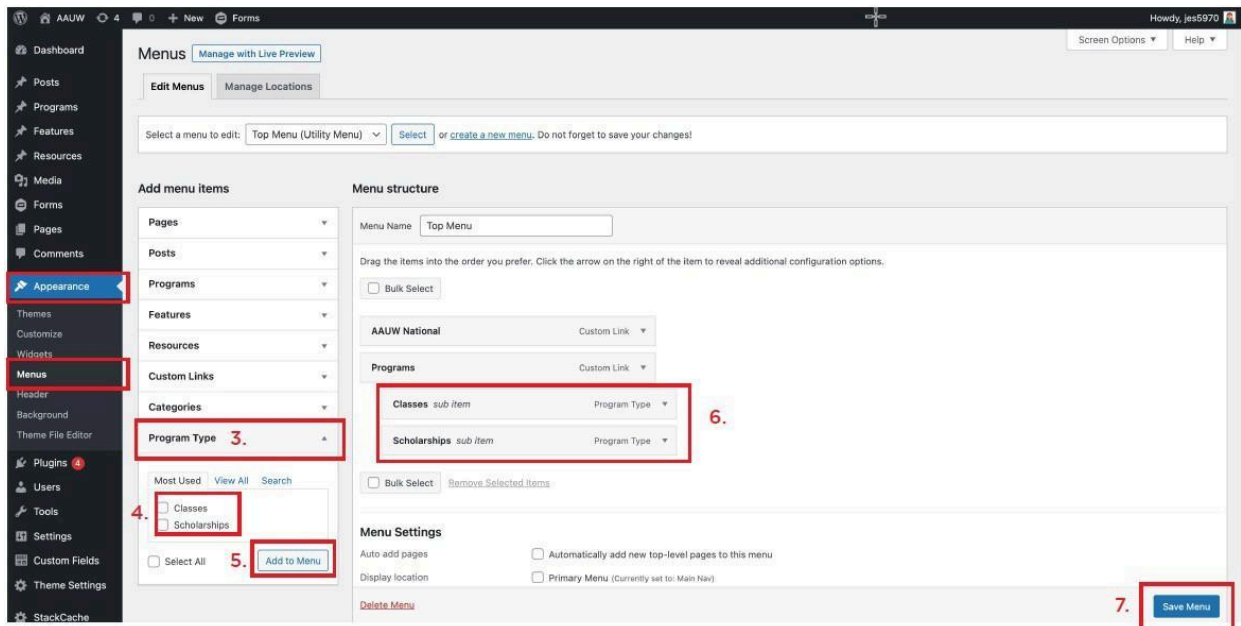 AAUW 4 0 + New Forms Howdy, jes5970
Screen Options ▼ Help ▼
Dashboard
Posts
Programs
Features
Resources
Media
Forms
Pages
Comments
Appearance
Themes
Customize
Widgets
Menus
Header
Background
Theme File Editor
Plugins 4
Users
Tools
Settings
Custom Fields
Theme Settings
StackCache
Menus Manage with Live Preview
Edit Menus Manage Locations
Select a menu to edit: Top Menu (Utility Menu) Select or create a new menu. Do not forget to save your changes!
Add menu items
Pages
Posts
Programs
Features
Resources
Custom Links
Categories
Program Type 3.
Most Used View All Search
4. Classes
Scholarships
Select All 5. Add to Menu
Menu structure
Menu Name Top Menu
Drag the items into the order you prefer. Click the arrow on the right of the item to reveal additional configuration options.
Bulk Select
AAUW National Custom Link
Programs Custom Link
Classes sub item Program Type
6.
Scholarships sub item Program Type
Bulk Select Remove Selected Items
Menu Settings
Auto add pages Automatically add new top-level pages to this menu
Display location Primary Menu (Currently set to: Main Nav)
Delete Menu 7. Save Menu